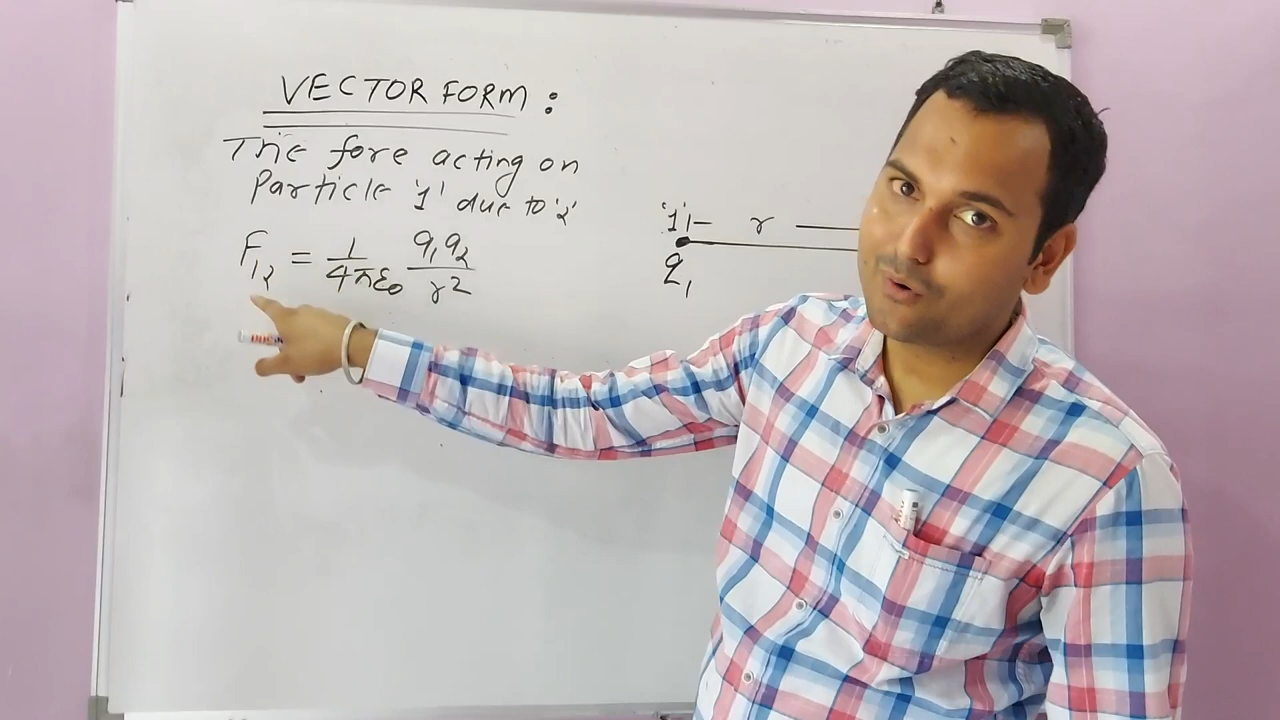 VECTOR FORM :
The fore acting on
Particle '1' due to '2'
F₁₂ = 1/4πε₀ q₁q₂/r²
'1' r
q₁